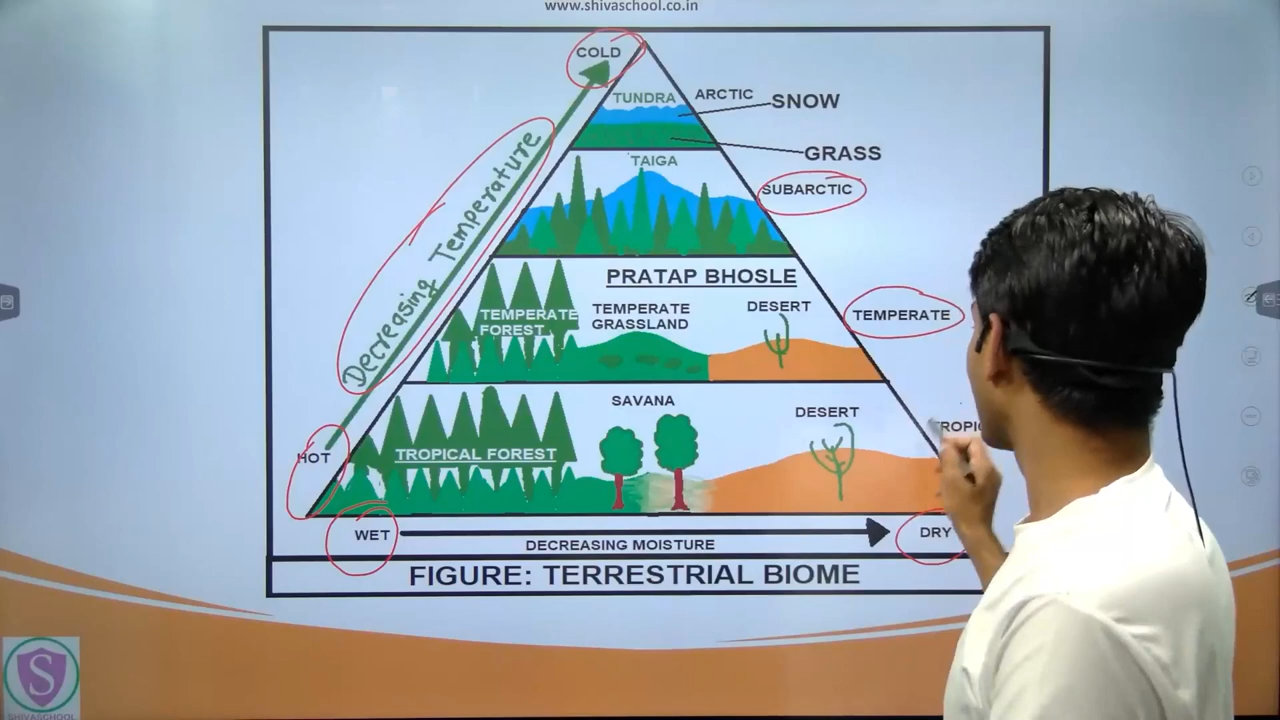 www.shivaschool.co.in
COLD
TUNDRA
ARCTIC
SNOW
GRASS
TAIGA
SUBARCTIC
Decreasing Temperature
PRATAP BHOSLE
TEMPERATE
FOREST
TEMPERATE
GRASSLAND
DESERT
TEMPERATE
HOT
TROPICAL FOREST
SAVANA
DESERT
WET
DECREASING MOISTURE
DRY
FIGURE: TERRESTRIAL BIOME
S
SHIVASCHOOL